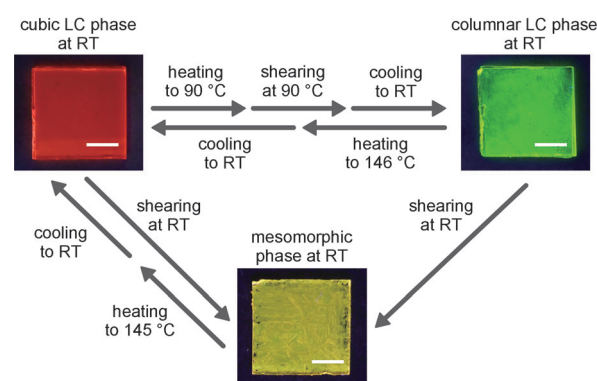 cubic LC phase
at RT
columnar LC phase
at RT
heating
to 90 °C
shearing
at 90 °C
cooling
to RT
cooling
to RT
heating
to 146 °C
shearing
at RT
shearing
at RT
cooling
to RT
mesomorphic
phase at RT
heating
to 145 °C